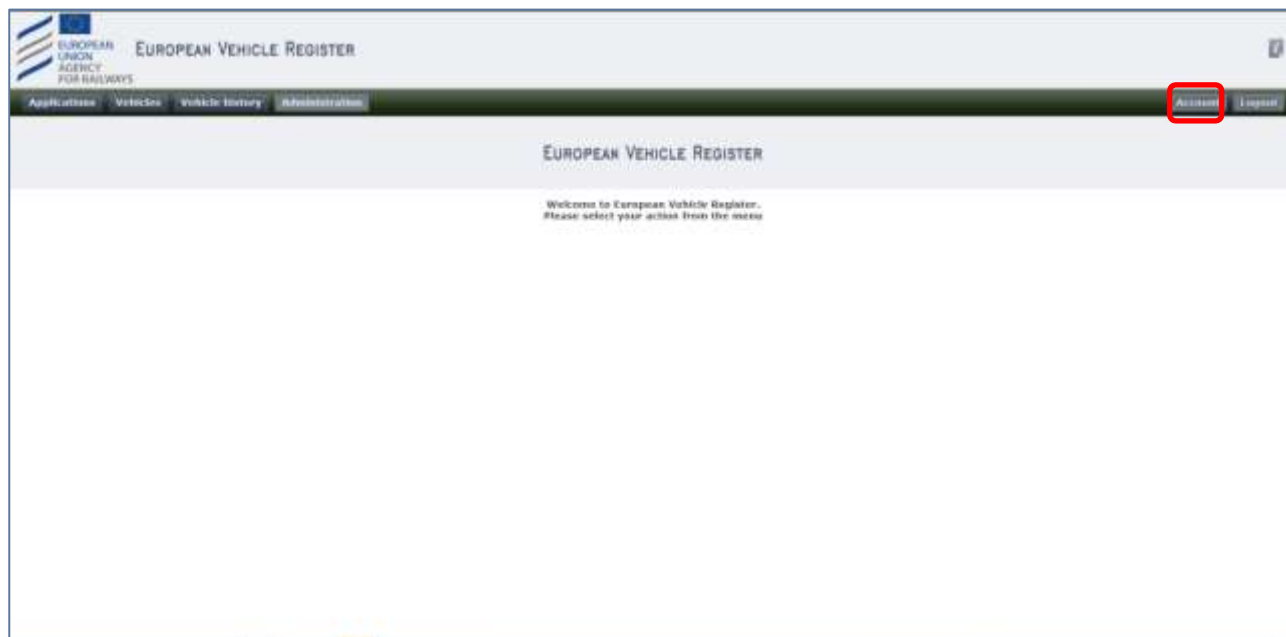 EUROPEAN
UNION
AGENCY
FOR RAILWAYS
EUROPEAN VEHICLE REGISTER
Applications Vehicles Vehicle history Administration Account Logout
EUROPEAN VEHICLE REGISTER
Welcome to European Vehicle Register.
Please select your action from the menu